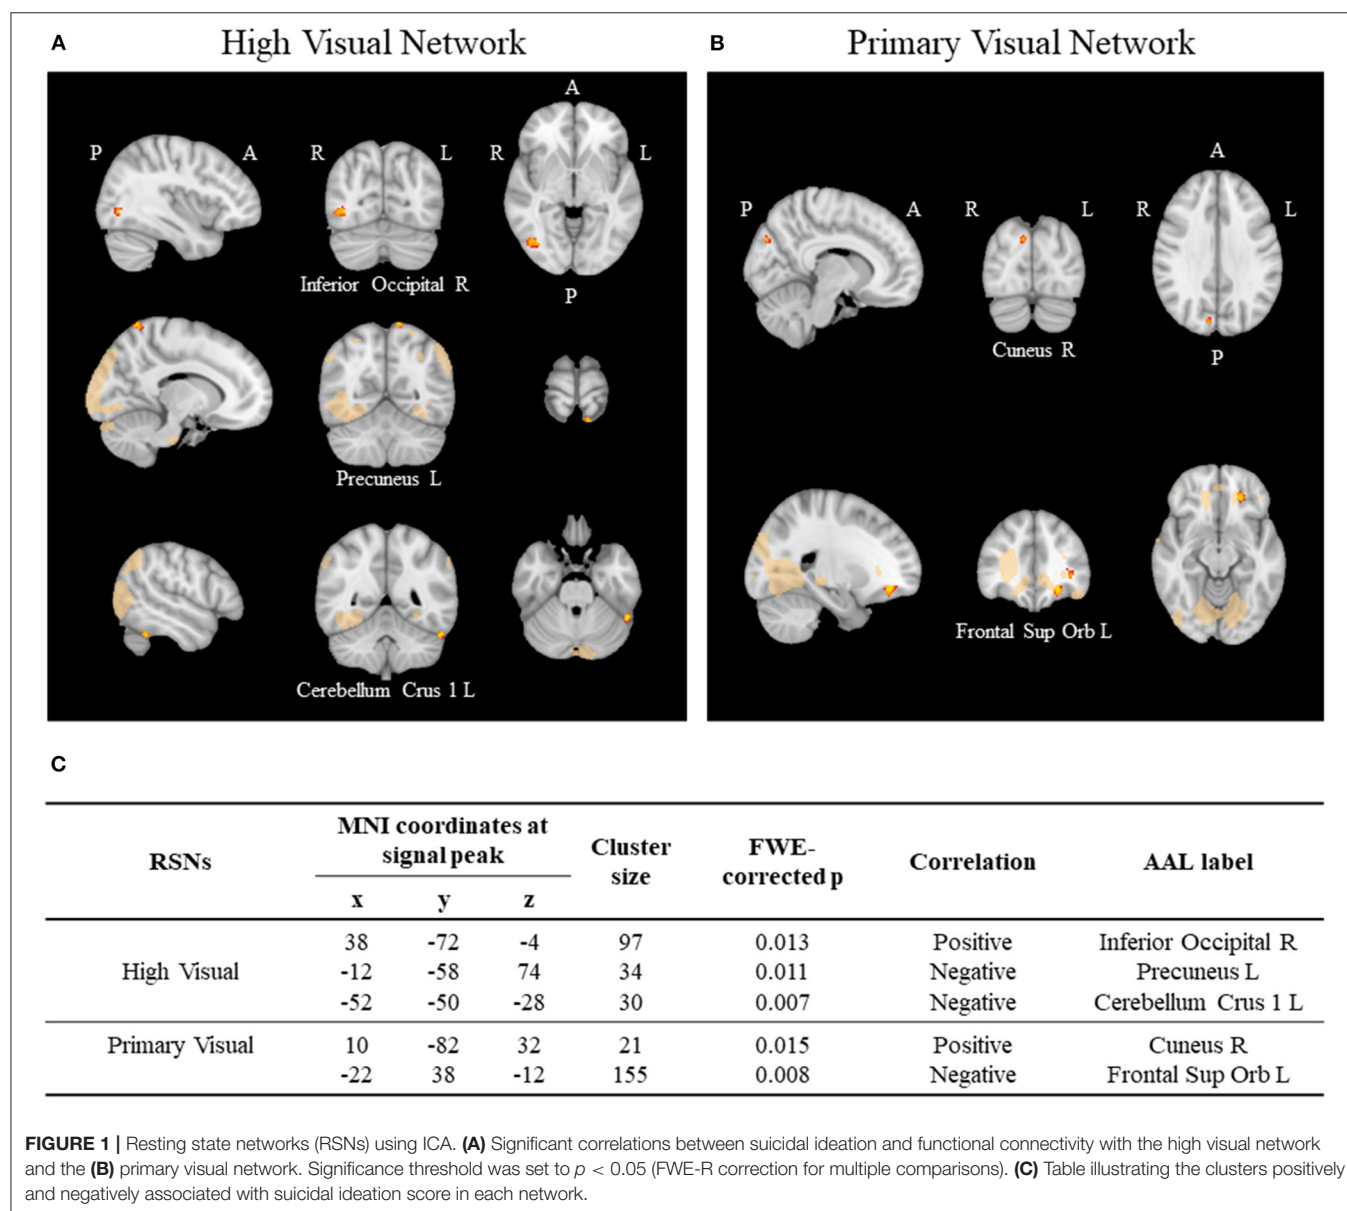 A High Visual Network
A
P A R L R L
Inferior Occipital R
P
Precuneus L
Cerebellum Crus 1 L
B Primary Visual Network
A
P A R L R L
Cuneus R
P
Frontal Sup Orb L
C
RSNs MNI coordinates at signal peak Cluster size FWE-corrected p Correlation AAL label
x y z
High Visual 38 -72 -4 97 0.013 Positive Inferior Occipital R
-12 -58 74 34 0.011 Negative Precuneus L
-52 -50 -28 30 0.007 Negative Cerebellum Crus 1 L
Primary Visual 10 -82 32 21 0.015 Positive Cuneus R
-22 38 -12 155 0.008 Negative Frontal Sup Orb L
FIGURE 1 | Resting state networks (RSNs) using ICA. (A) Significant correlations between suicidal ideation and functional connectivity with the high visual network
and the (B) primary visual network. Significance threshold was set to p < 0.05 (FWE-R correction for multiple comparisons). (C) Table illustrating the clusters positively
and negatively associated with suicidal ideation score in each network.